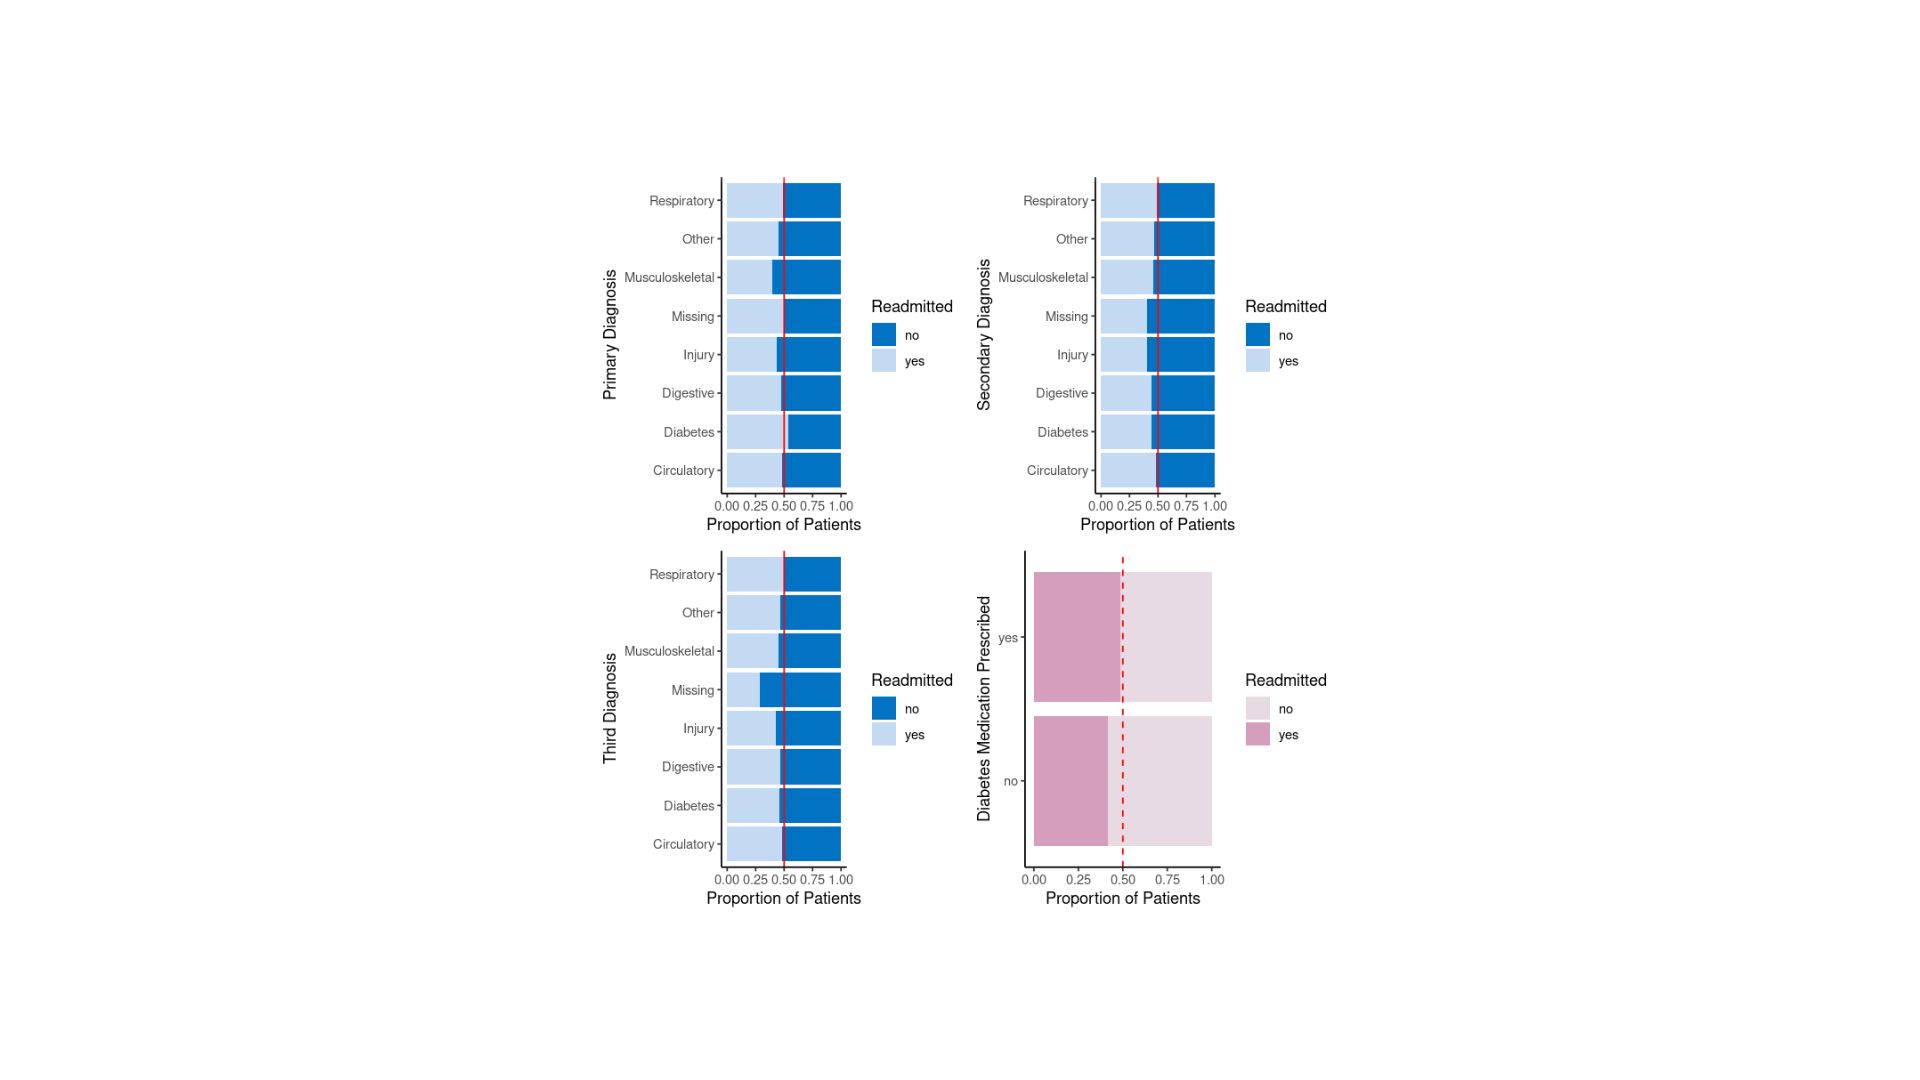 Primary Diagnosis
Respiratory
Other
Musculoskeletal
Missing
Injury
Digestive
Diabetes
Circulatory
0.00 0.25 0.50 0.75 1.00
Proportion of Patients
Readmitted
no
yes
Secondary Diagnosis
Respiratory
Other
Musculoskeletal
Missing
Injury
Digestive
Diabetes
Circulatory
0.00 0.25 0.50 0.75 1.00
Proportion of Patients
Readmitted
no
yes
Third Diagnosis
Respiratory
Other
Musculoskeletal
Missing
Injury
Digestive
Diabetes
Circulatory
0.00 0.25 0.50 0.75 1.00
Proportion of Patients
Readmitted
no
yes
Diabetes Medication Prescribed
yes
no
0.00 0.25 0.50 0.75 1.00
Proportion of Patients
Readmitted
no
yes